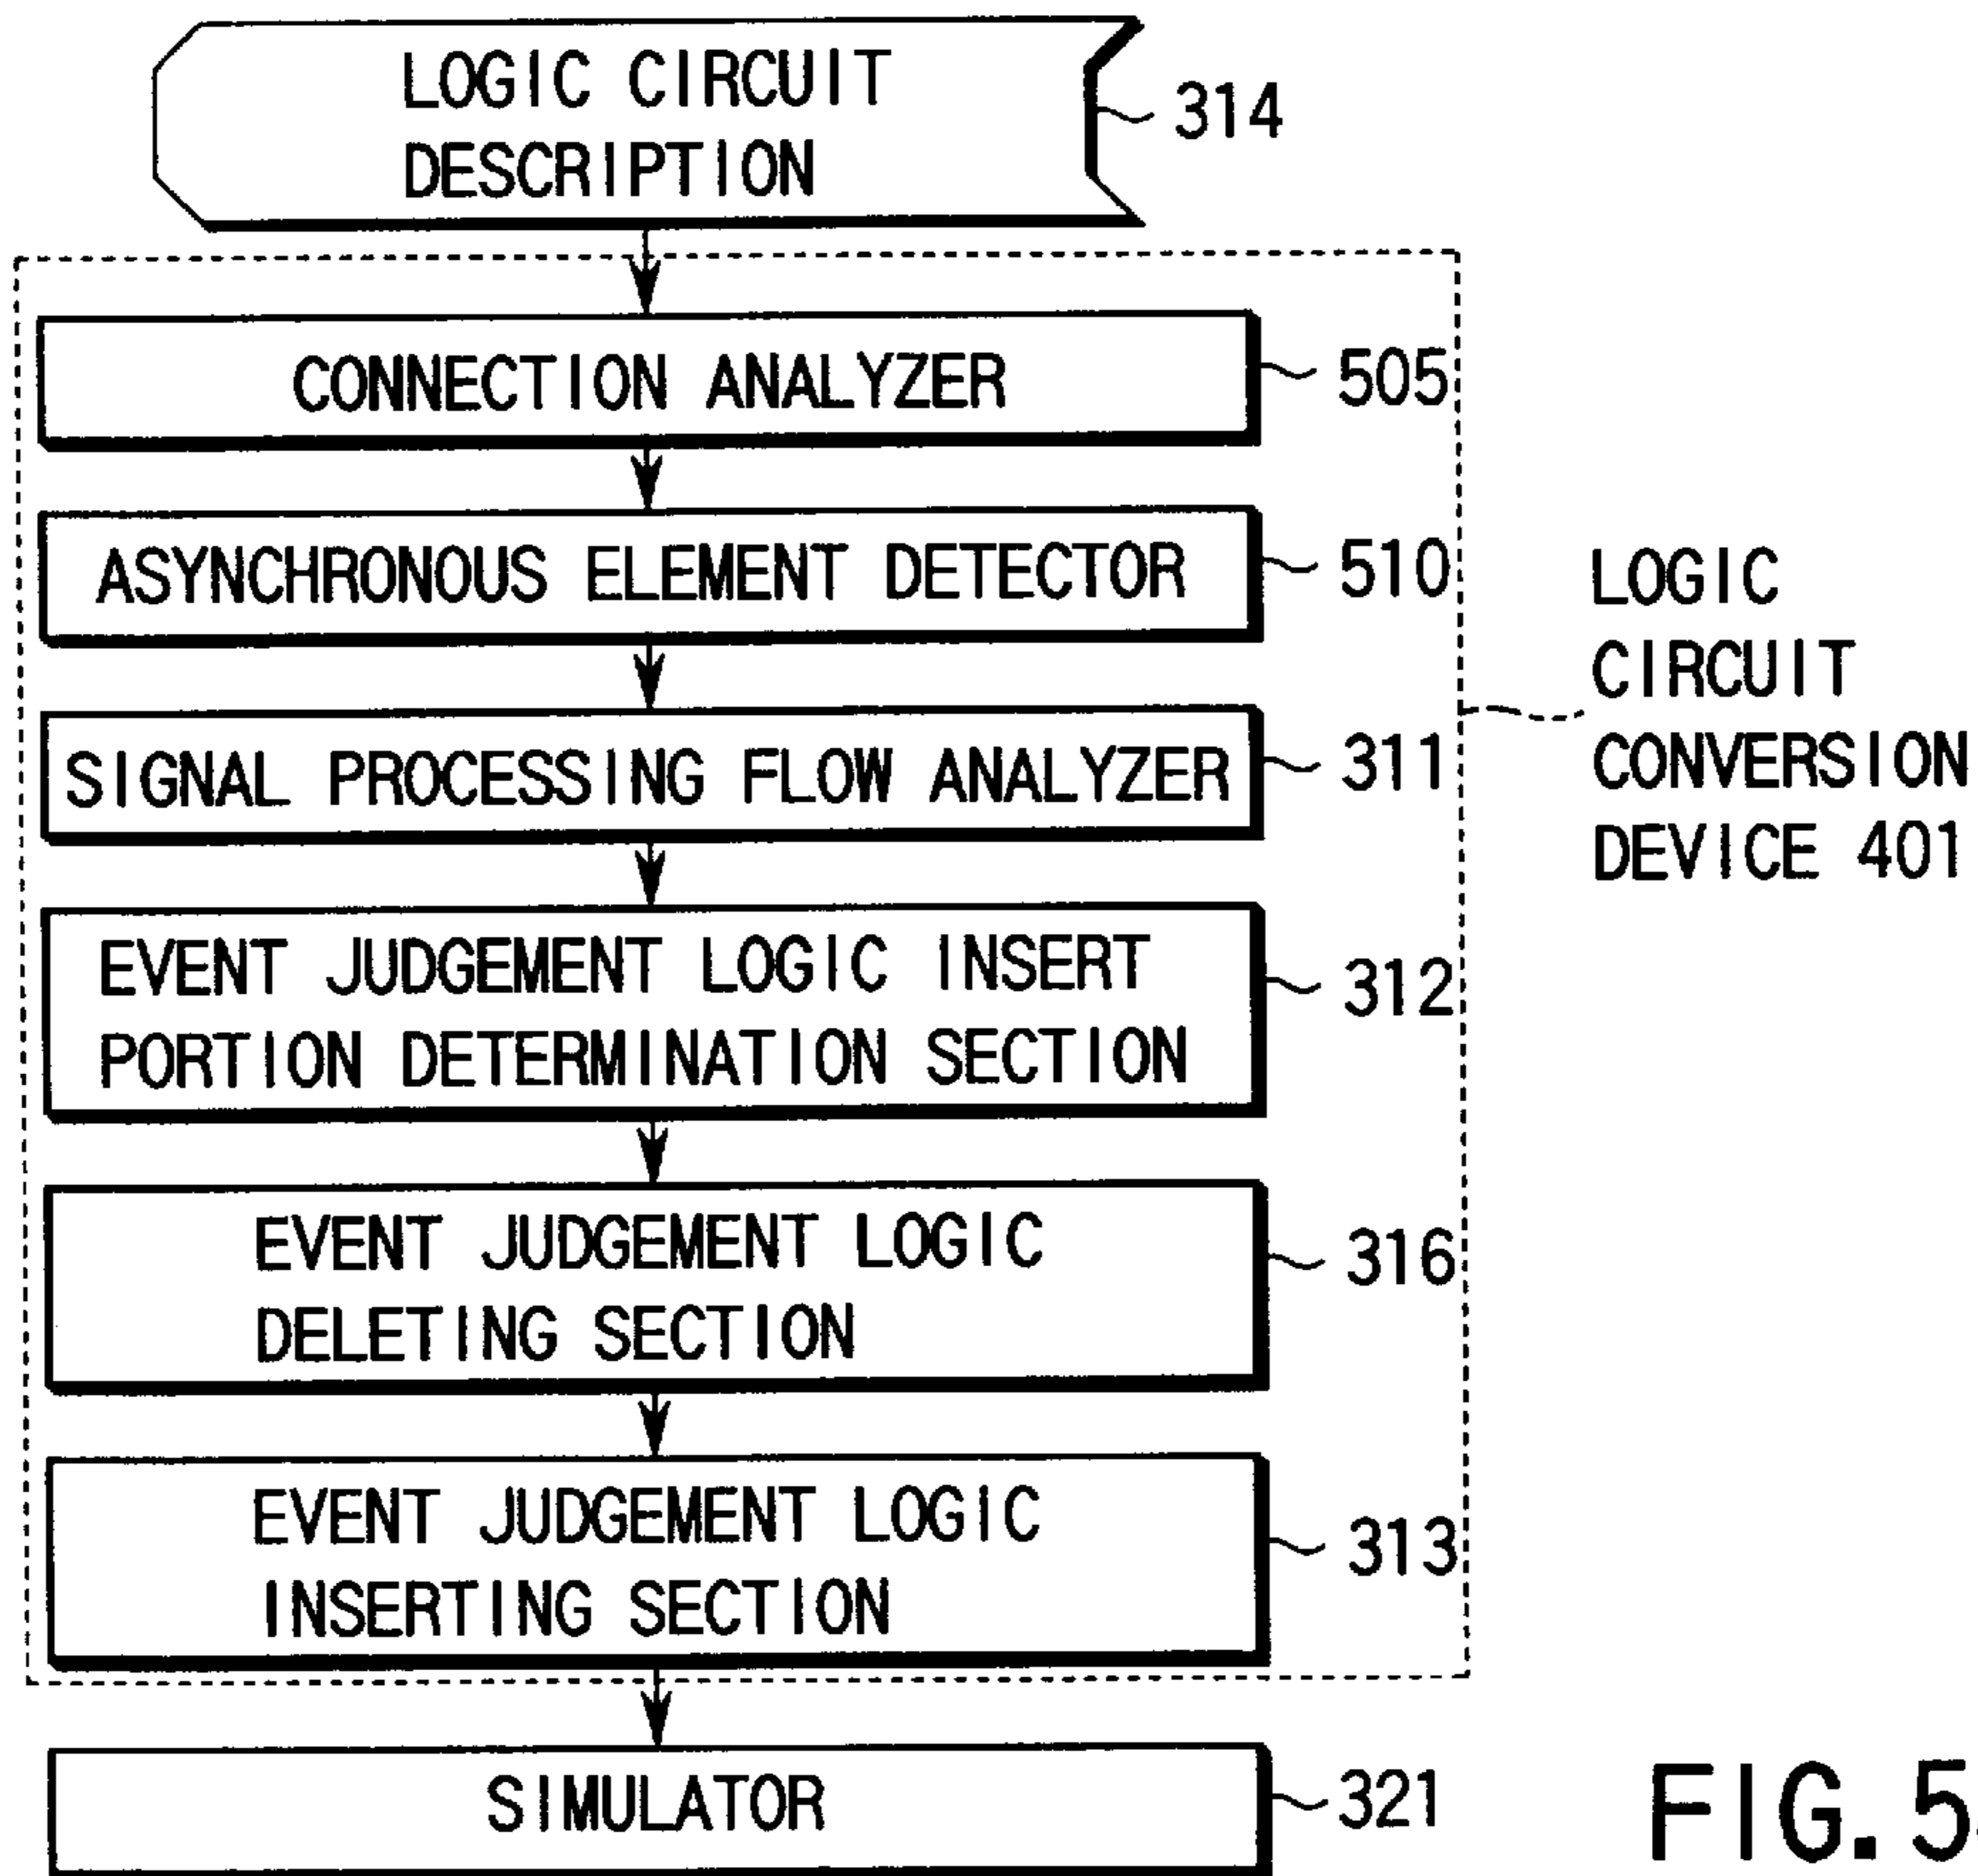 LOGIC CIRCUIT
DESCRIPTION
314
CONNECTION ANALYZER
505
ASYNCHRONOUS ELEMENT DETECTOR
510
SIGNAL PROCESSING FLOW ANALYZER
311
EVENT JUDGEMENT LOGIC INSERT
PORTION DETERMINATION SECTION
312
EVENT JUDGEMENT LOGIC
DELETING SECTION
316
EVENT JUDGEMENT LOGIC
INSERTING SECTION
313
SIMULATOR
321
LOGIC
CIRCUIT
CONVERSION
DEVICE 401
FIG. 5